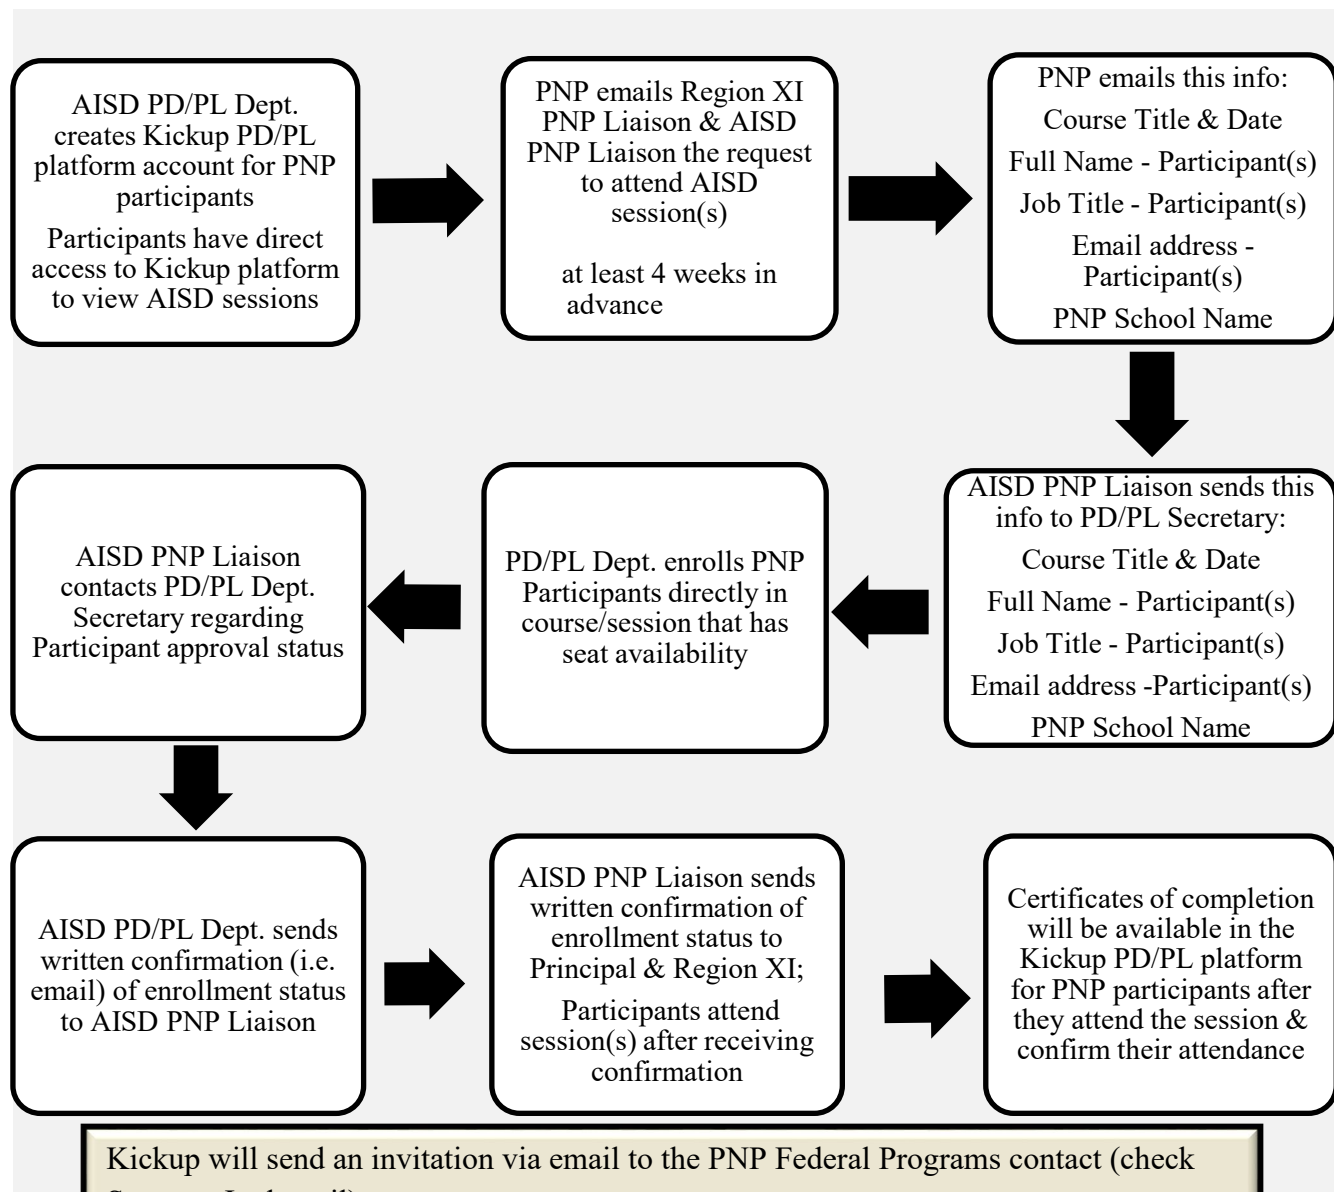 AISD PD/PL Dept.
creates Kickup PD/PL
platform account for PNP
participants
Participants have direct
access to Kickup platform
to view AISD sessions
PNP emails Region XI
PNP Liaison & AISD
PNP Liaison the request
to attend AISD
session(s)
at least 4 weeks in
advance
PNP emails this info:
Course Title & Date
Full Name - Participant(s)
Job Title - Participant(s)
Email address -
Participant(s)
PNP School Name
AISD PNP Liaison sends this
info to PD/PL Secretary:
Course Title & Date
Full Name - Participant(s)
Job Title - Participant(s)
Email address -Participant(s)
PNP School Name
PD/PL Dept. enrolls PNP
Participants directly in
course/session that has
seat availability
AISD PNP Liaison
contacts PD/PL Dept.
Secretary regarding
Participant approval status
AISD PD/PL Dept. sends
written confirmation (i.e.
email) of enrollment status
to AISD PNP Liaison
AISD PNP Liaison sends
written confirmation of
enrollment status to
Principal & Region XI;
Participants attend
session(s) after receiving
confirmation
Certificates of completion
will be available in the
Kickup PD/PL platform
for PNP participants after
they attend the session &
confirm their attendance
Kickup will send an invitation via email to the PNP Federal Programs contact (check